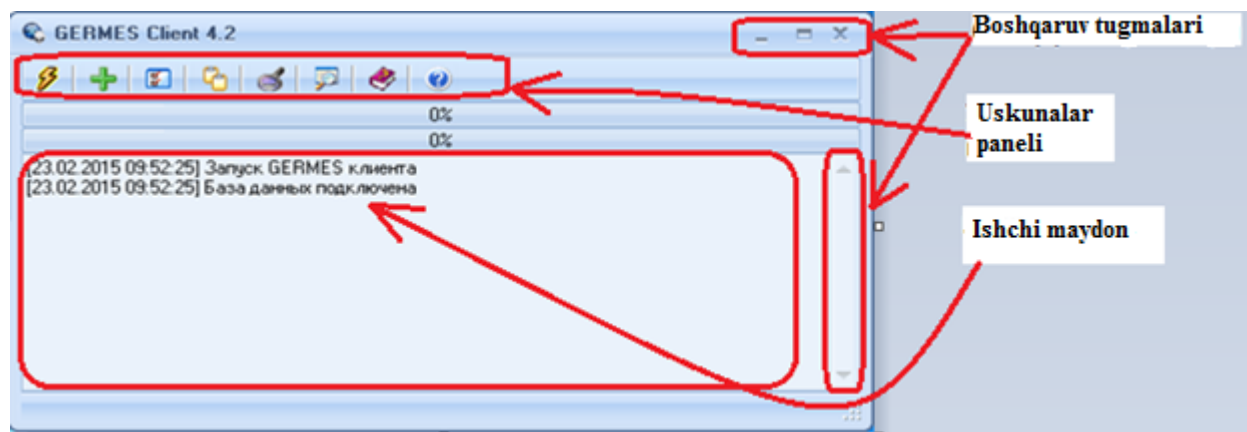 GERMES Client 4.2
Boshqaruv tugmalari
0%
0%
Uskunalar
paneli
[23.02.2015 09:52:25] Запуск GERMES клиента
[23.02.2015 09:52:25] База данных подключена
Ishchi maydon